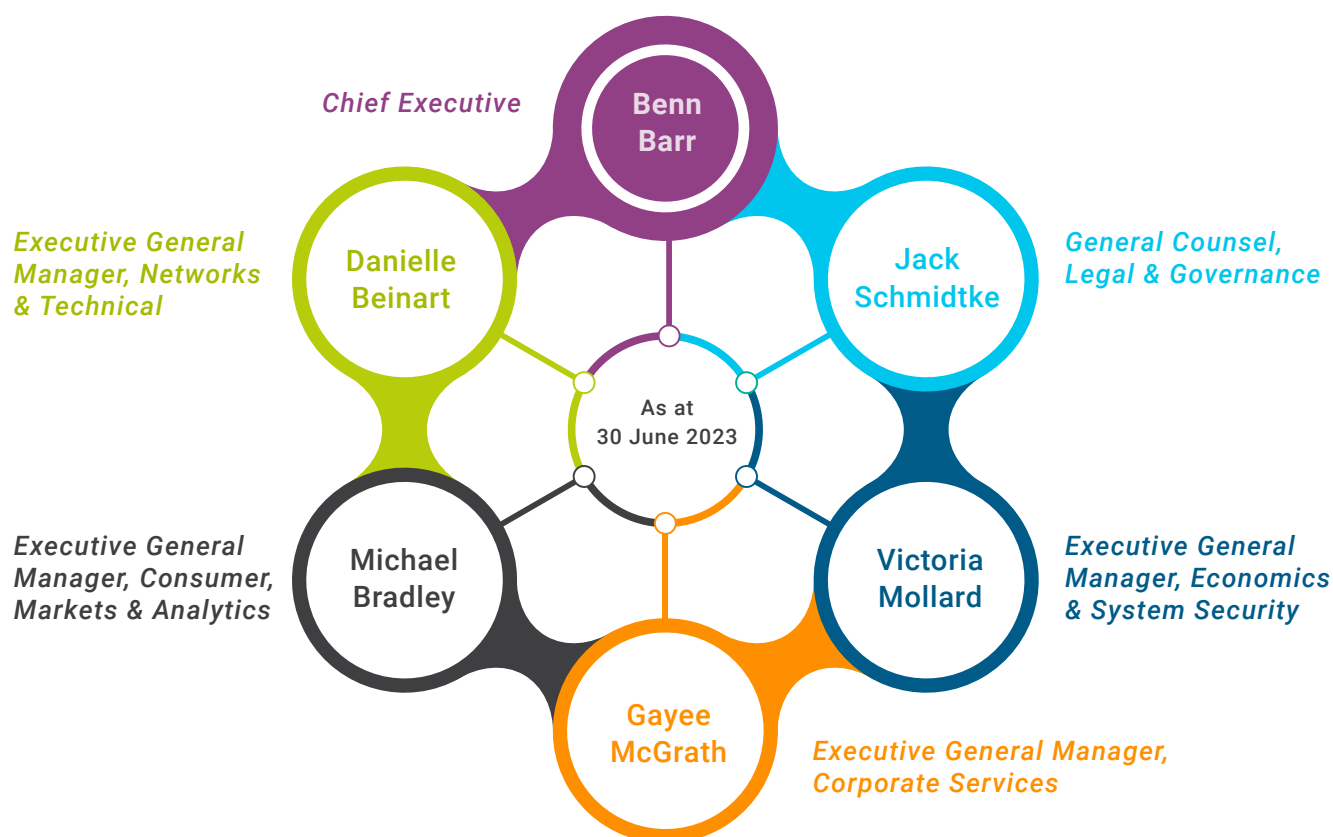 Chief Executive
Benn
Barr
Executive General
Manager, Networks
& Technical
Danielle
Beinart
Jack
Schmidtke
General Counsel,
Legal & Governance
As at
30 June 2023
Executive General
Manager, Consumer,
Markets & Analytics
Michael
Bradley
Victoria
Mollard
Executive General
Manager, Economics
& System Security
Gayee
McGrath
Executive General Manager,
Corporate Services